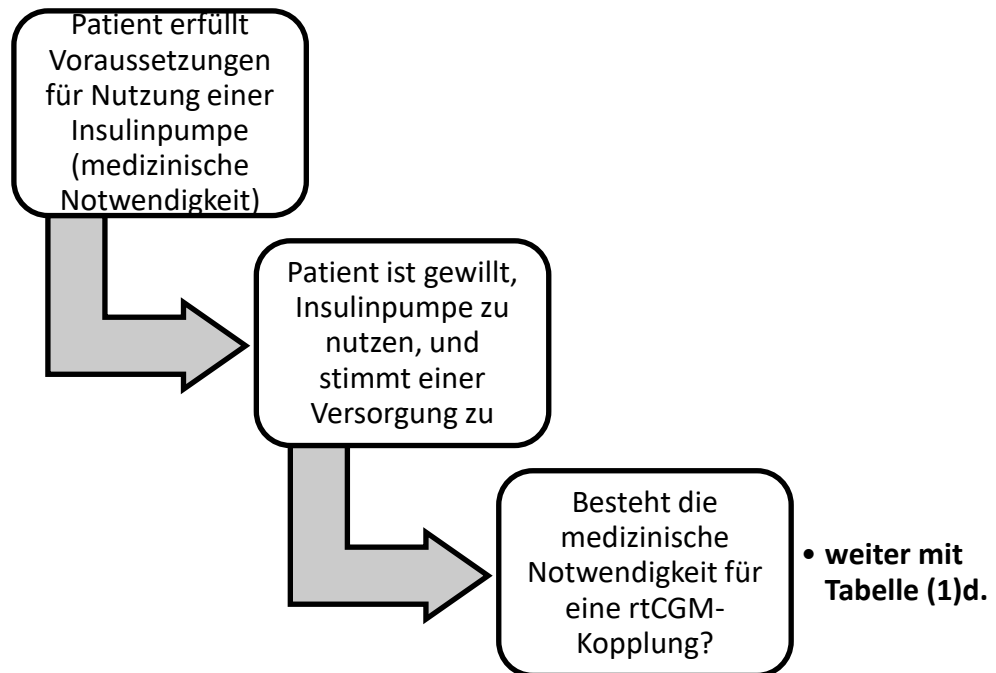 Patient erfüllt
Voraussetzungen
für Nutzung einer
Insulinpumpe
(medizinische
Notwendigkeit)
Patient ist gewillt,
Insulinpumpe zu
nutzen, und
stimmt einer
Versorgung zu
Besteht die
medizinische
Notwendigkeit für
eine rtCGM-
Kopplung?
• weiter mit
Tabelle (1)d.